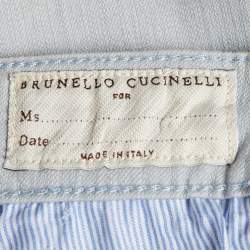 BRUNELLO CUCINELLI
FOR
Ms.
Date
MADE IN ITALY